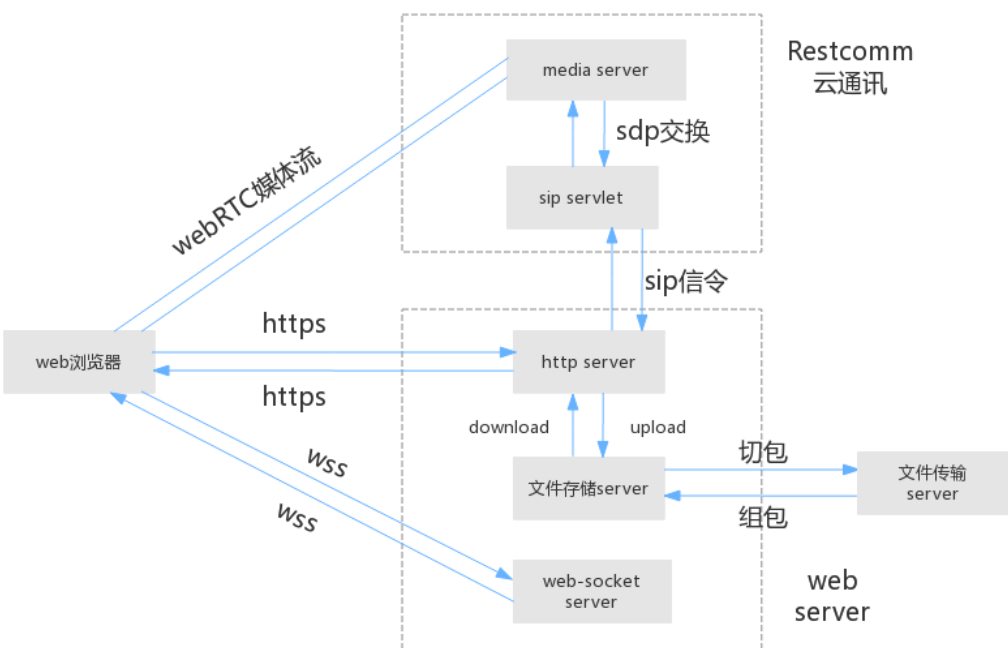 media server
Restcomm
云通讯
sdp交换
webRTC媒体流
sip servlet
sip信令
https
web浏览器
http server
https
download
upload
wss
切包
文件存储server
文件传输
server
wss
组包
web-socket
server
web
server